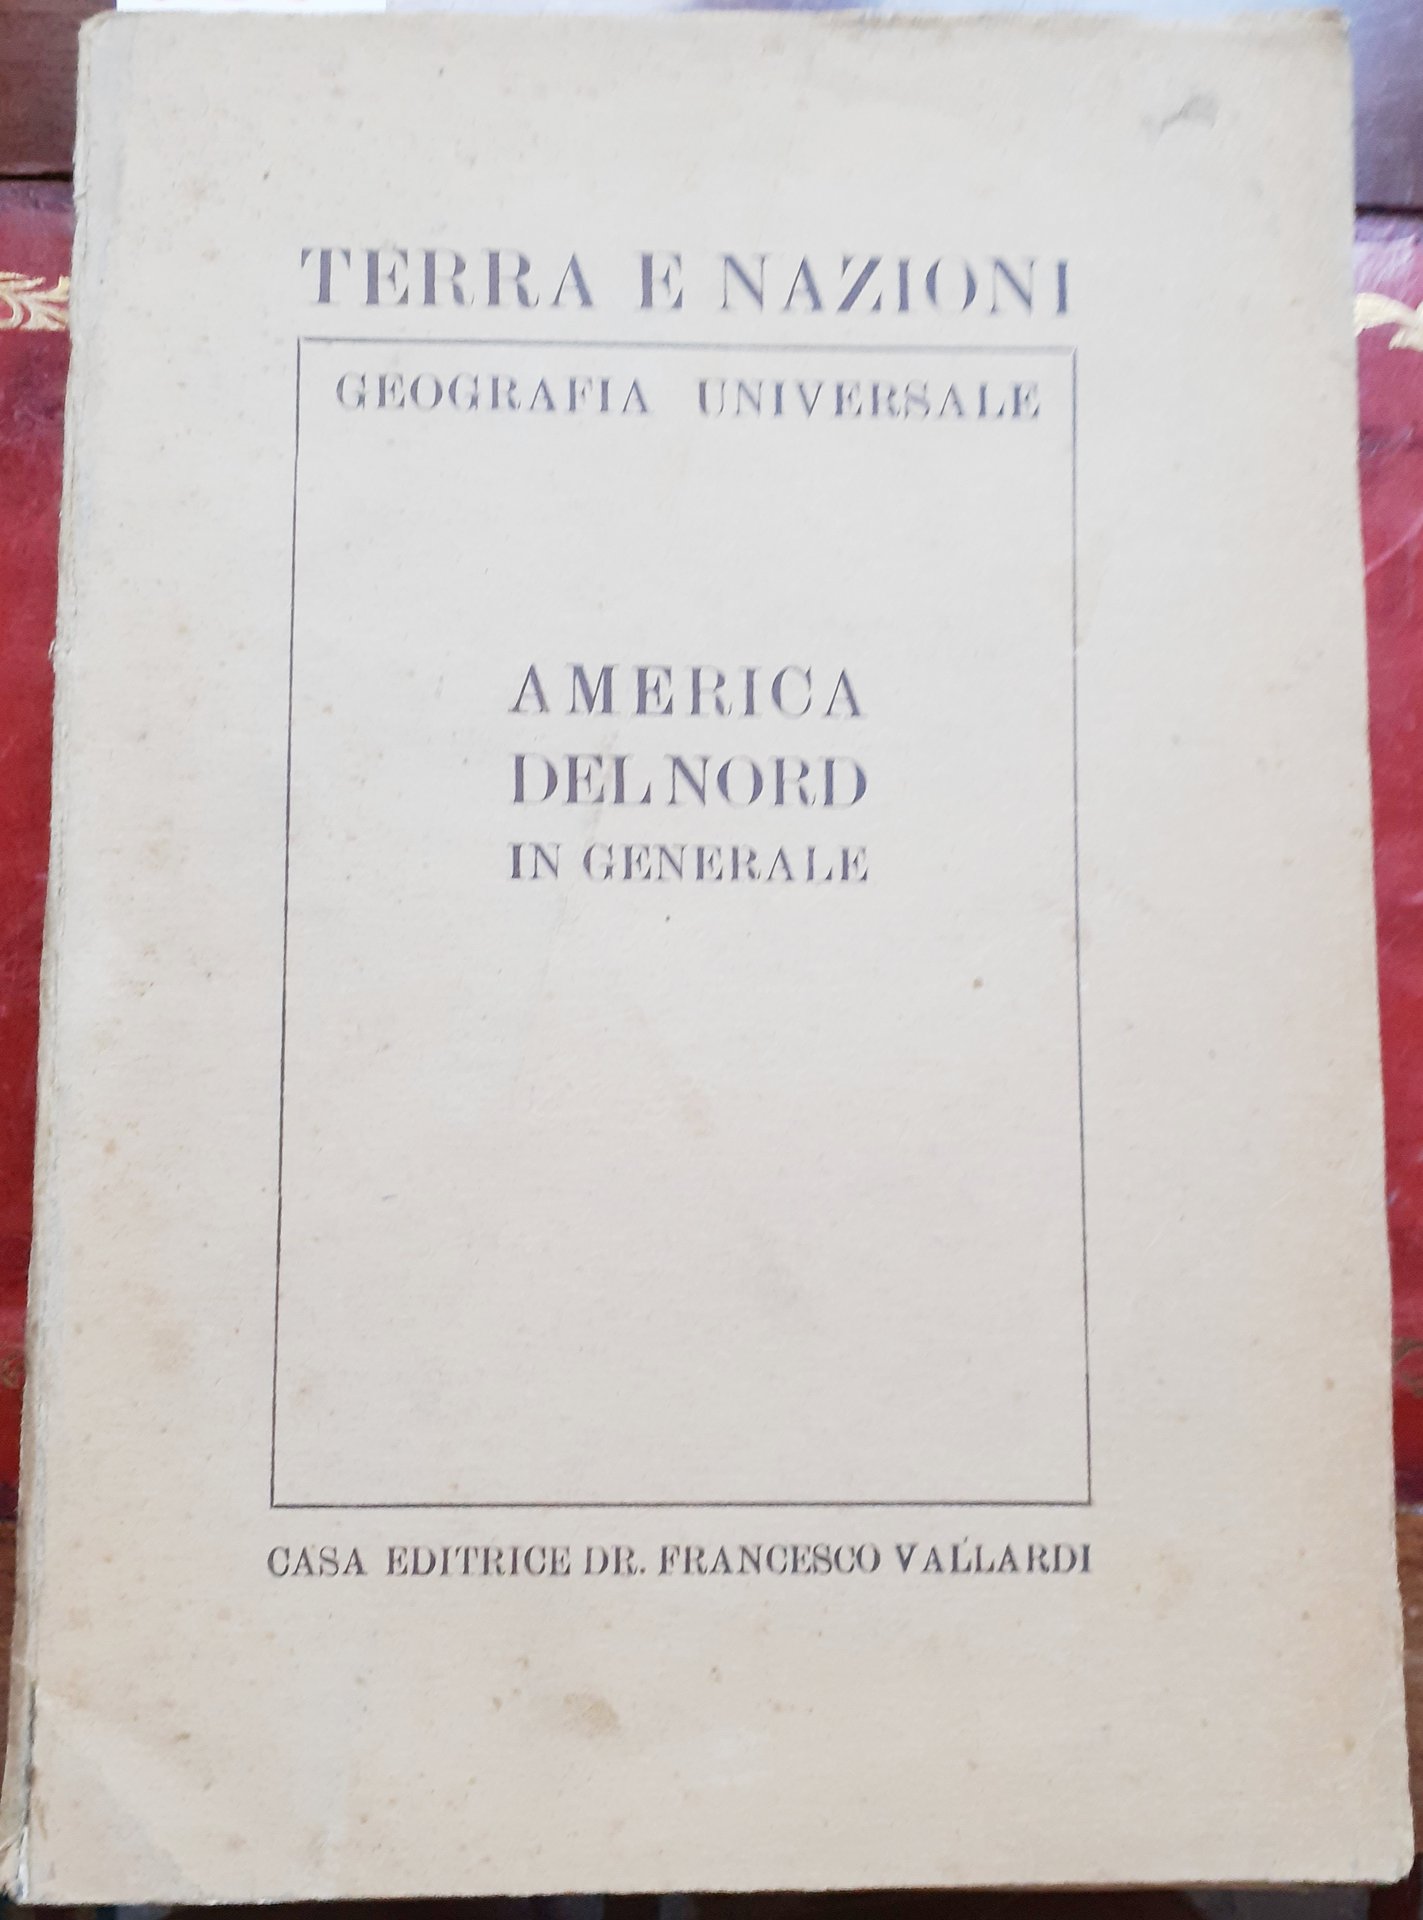 TERRA E NAZIONI
GEOGRAFIA UNIVERSALE
AMERICA
DEL NORD
IN GENERALE
CASA EDITRICE DR. FRANCESCO VALLARDI